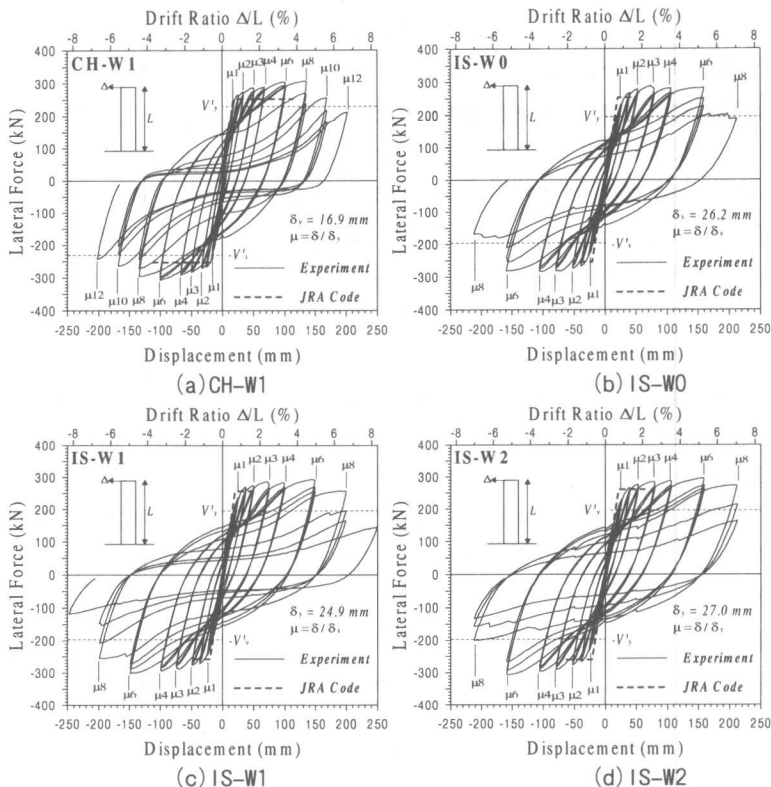 Drift Ratio Δ/L (%)
-8 -6 -4 -2 0 2 4 6 8
CH-W1
μ1 μ2 μ3 μ4 μ6 μ8 μ10 μ12
Δ L
V'y
-V'y
δy = 16.9 mm
μ=δ/δy
Experiment
JRA Code
μ12 μ10 μ8 μ6 μ4 μ3 μ2 μ1
Lateral Force (kN)
400 300 200 100 0 -100 -200 -300 -400
-250 -200 -150 -100 -50 0 50 100 150 200 250
Displacement (mm)
(a) CH-W1
Drift Ratio Δ/L (%)
-8 -6 -4 -2 0 2 4 6 8
IS-W0
μ1 μ2 μ3 μ4 μ6 μ8
Δ L
V'y
-V'y
δy = 26.2 mm
μ=δ/δy
Experiment
JRA Code
μ8 μ6 μ4 μ3 μ2 μ1
Lateral Force (kN)
400 300 200 100 0 -100 -200 -300 -400
-250 -200 -150 -100 -50 0 50 100 150 200 250
Displacement (mm)
(b) IS-W0
Drift Ratio Δ/L (%)
-8 -6 -4 -2 0 2 4 6 8
IS-W1
μ1 μ2 μ3 μ4 μ6 μ8
Δ L
V'y
-V'y
δy = 24.9 mm
μ=δ/δy
Experiment
JRA Code
μ8 μ6 μ4 μ3 μ2 μ1
Lateral Force (kN)
400 300 200 100 0 -100 -200 -300 -400
-250 -200 -150 -100 -50 0 50 100 150 200 250
Displacement (mm)
(c) IS-W1
Drift Ratio Δ/L (%)
-8 -6 -4 -2 0 2 4 6 8
IS-W2
μ1 μ2 μ3 μ4 μ6 μ8
Δ L
V'y
-V'y
δy = 27.0 mm
μ=δ/δy
Experiment
JRA Code
μ8 μ6 μ4 μ3 μ2 μ1
Lateral Force (kN)
400 300 200 100 0 -100 -200 -300 -400
-250 -200 -150 -100 -50 0 50 100 150 200 250
Displacement (mm)
(d) IS-W2